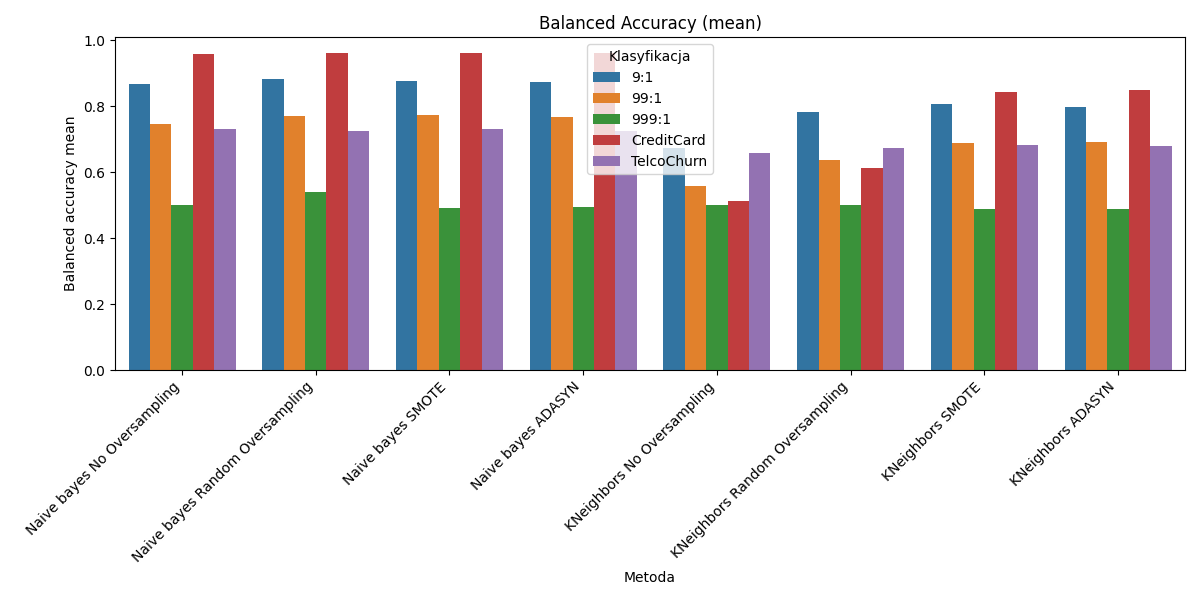 Balanced Accuracy (mean)
Balanced accuracy mean
1.0
0.8
0.6
0.4
0.2
0.0
Klasyfikacja
9:1
99:1
999:1
CreditCard
TelcoChurn
Naive bayes No Oversampling
Naive bayes Random Oversampling
Naive bayes SMOTE
Naive bayes ADASYN
KNeighbors No Oversampling
KNeighbors Random Oversampling
KNeighbors SMOTE
KNeighbors ADASYN
Metoda